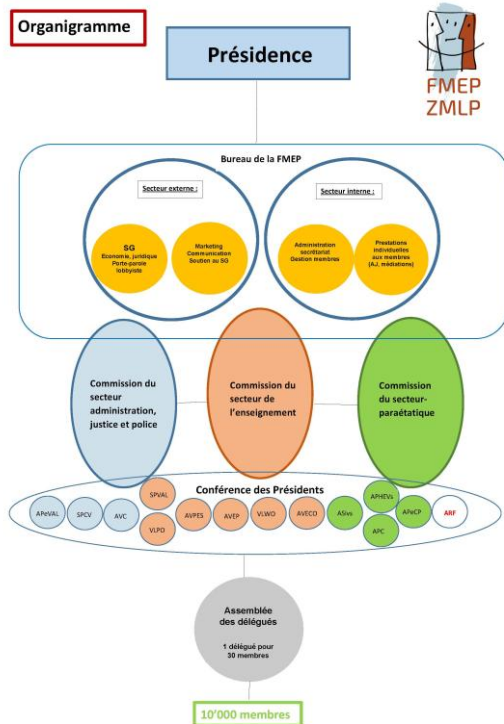 Organigramme
FMEP
ZMLP
Présidence
Bureau de la FMEP
Secteur externe :
Secteur interne :
SG
Economie, juridique
Porte-parole
lobbyiste
Marketing
Communication
Soutien au SG
Administration
secrétariat
Gestion membres
Prestations
individuelles
aux membres
(AJ, médiations)
Commission du
secteur
administration,
justice et police
Commission du
secteur de
l'enseignement
Commission
du secteur-
paraétatique
Conférence des Présidents
APeVAL
SPCV
AVC
SPVAL
VLPO
AVPES
AVEP
VLWO
AVECO
ASivs
APHEVs
APC
APeCP
ARF
Assemblée
des délégués
1 délégué pour
30 membres
10'000 membres